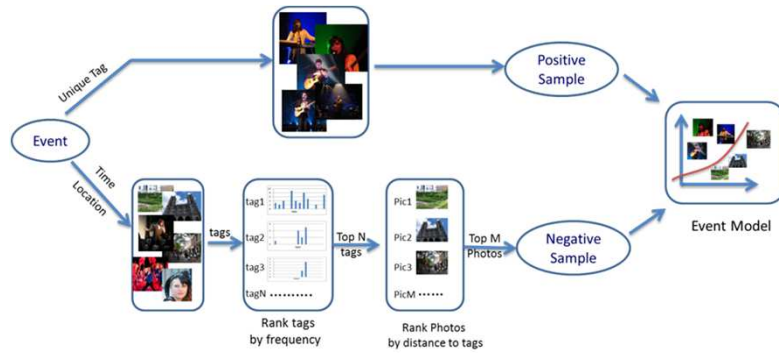 Unique Tag
Positive
Sample
Event
Time
Location
tags
tag1
tag2
tag3
tagN ..........
Top N
tags
Pic1
Pic2
Pic3
PicM ......
Top M
Photos
Negative
Sample
Event Model
Rank tags
by frequency
Rank Photos
by distance to tags